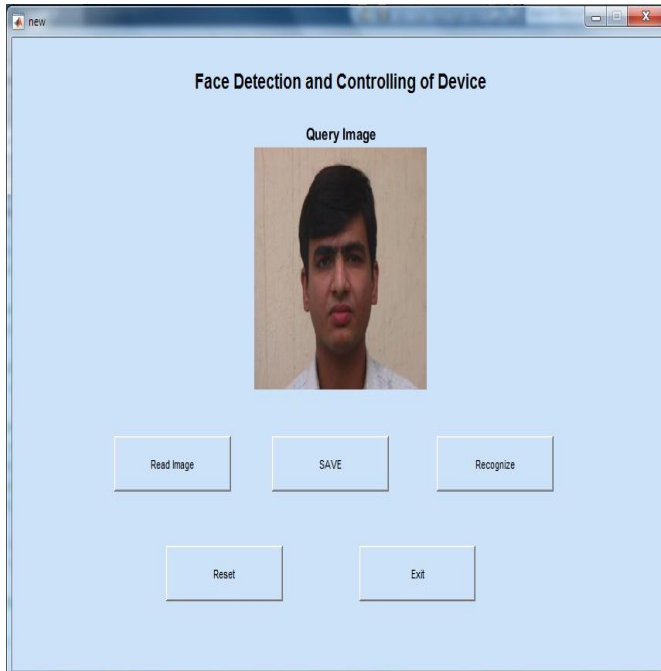 new
Face Detection and Controlling of Device
Query Image
Read Image SAVE Recognize
Reset Exit